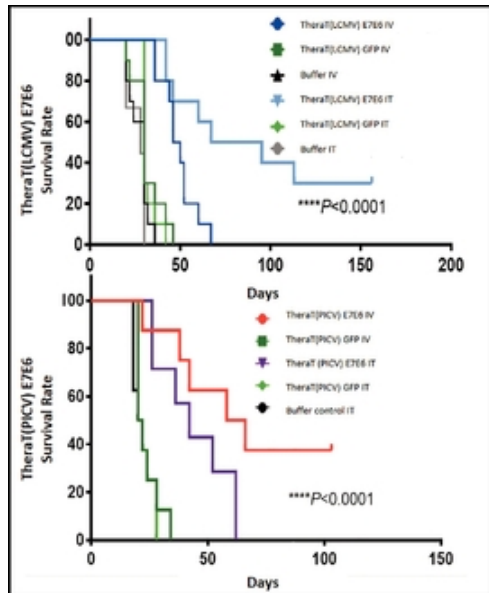 TheraT(LCMV) E7E6
Survival Rate
00
80
60
40
20
0
TheraT(LCMV) E7E6 IV
TheraT(LCMV) GFP IV
Buffer IV
TheraT(LCMV) E7E6 IT
TheraT(LCMV) GFP IT
Buffer IT
****P<0.0001
0 50 100 150 200
Days
TheraT(PICV) E7E6
Survival Rate
100
80
60
40
20
0
TheraT(PICV) E7E6 IV
TheraT(PICV) GFP IV
TheraT (PICV) E7E6 IT
TheraT(PICV) GFP IT
Buffer control IT
****P<0.0001
0 50 100 150
Days